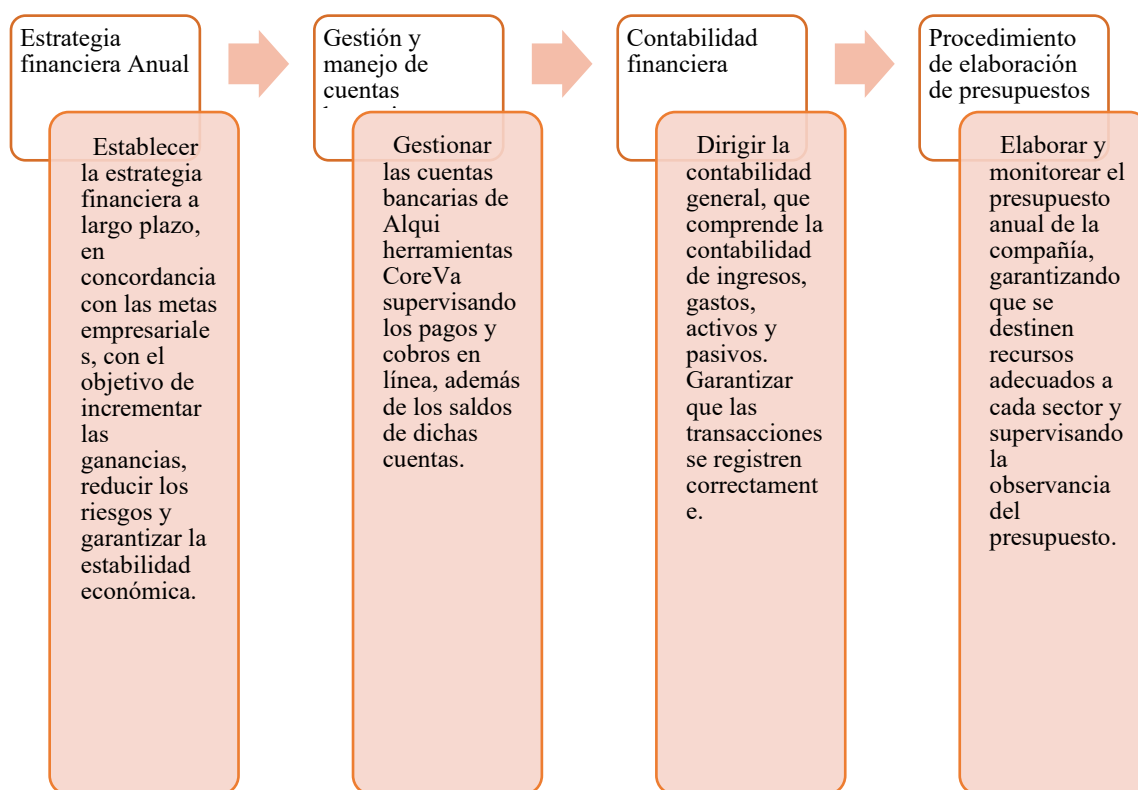 Estrategia
financiera Anual
Establecer
la estrategia
financiera a
largo plazo,
en
concordancia
con las metas
empresariale
s, con el
objetivo de
incrementar
las
ganancias,
reducir los
riesgos y
garantizar la
estabilidad
económica.
Gestión y
manejo de
cuentas
Gestionar
las cuentas
bancarias de
Alqui
herramientas
CoreVa
supervisando
los pagos y
cobros en
línea, además
de los saldos
de dichas
cuentas.
Contabilidad
financiera
Dirigir la
contabilidad
general, que
comprende la
contabilidad
de ingresos,
gastos,
activos y
pasivos.
Garantizar
que las
transacciones
se registren
correctament
e.
Procedimiento
de elaboración
de presupuestos
Elaborar y
monitorear el
presupuesto
anual de la
compañía,
garantizando
que se
destinen
recursos
adecuados a
cada sector y
supervisando
la
observancia
del
presupuesto.